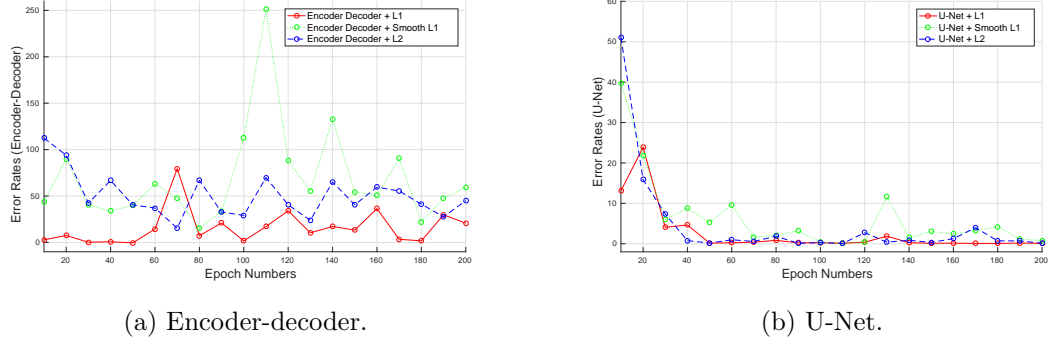 Error Rates (Encoder-Decoder)
250
200
150
100
50
0
20 40 60 80 100 120 140 160 180 200
Epoch Numbers
Encoder Decoder + L1
Encoder Decoder + Smooth L1
Encoder Decoder + L2
(a) Encoder-decoder.
Error Rates (U-Net)
60
50
40
30
20
10
0
20 40 60 80 100 120 140 160 180 200
Epoch Numbers
U-Net + L1
U-Net + Smooth L1
U-Net + L2
(b) U-Net.